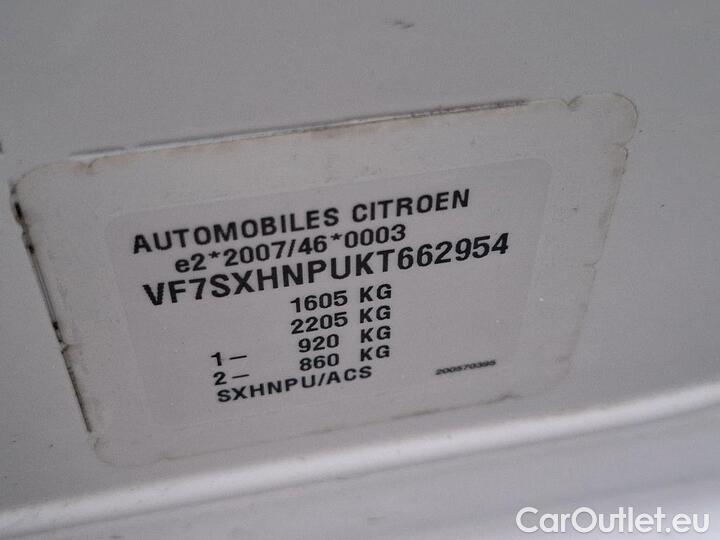 AUTOMOBILES CITROEN
e2*2007/46*0003
VF7SXHNPUKT662954
1605 KG
2205 KG
1— 920 KG
2— 860 KG
SXHNPU/ACS
200570395
CarOutlet.eu